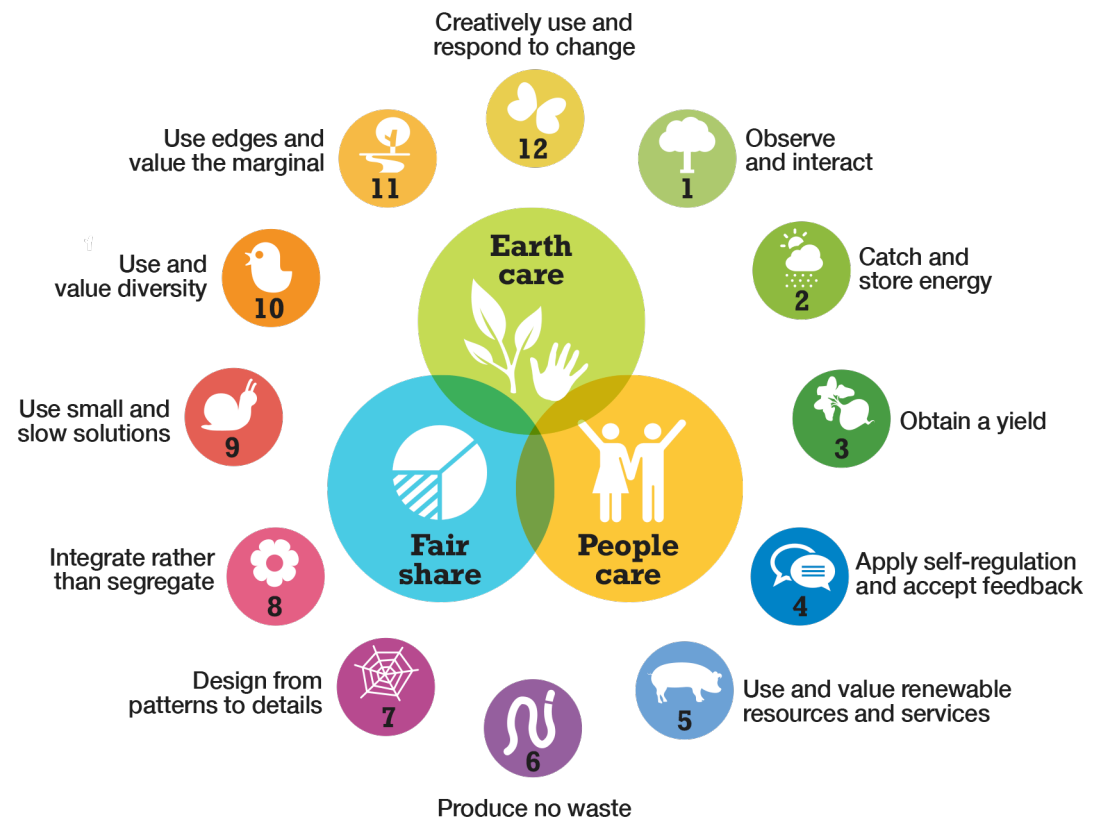 Creatively use and
respond to change
12
Observe
and interact
1
Catch and
store energy
2
Obtain a yield
3
Apply self-regulation
and accept feedback
4
Use and value renewable
resources and services
5
6
Produce no waste
Design from
patterns to details
7
Integrate rather
than segregate
8
Use small and
slow solutions
9
Use and
value diversity
10
Use edges and
value the marginal
11
Earth
care
Fair
share
People
care